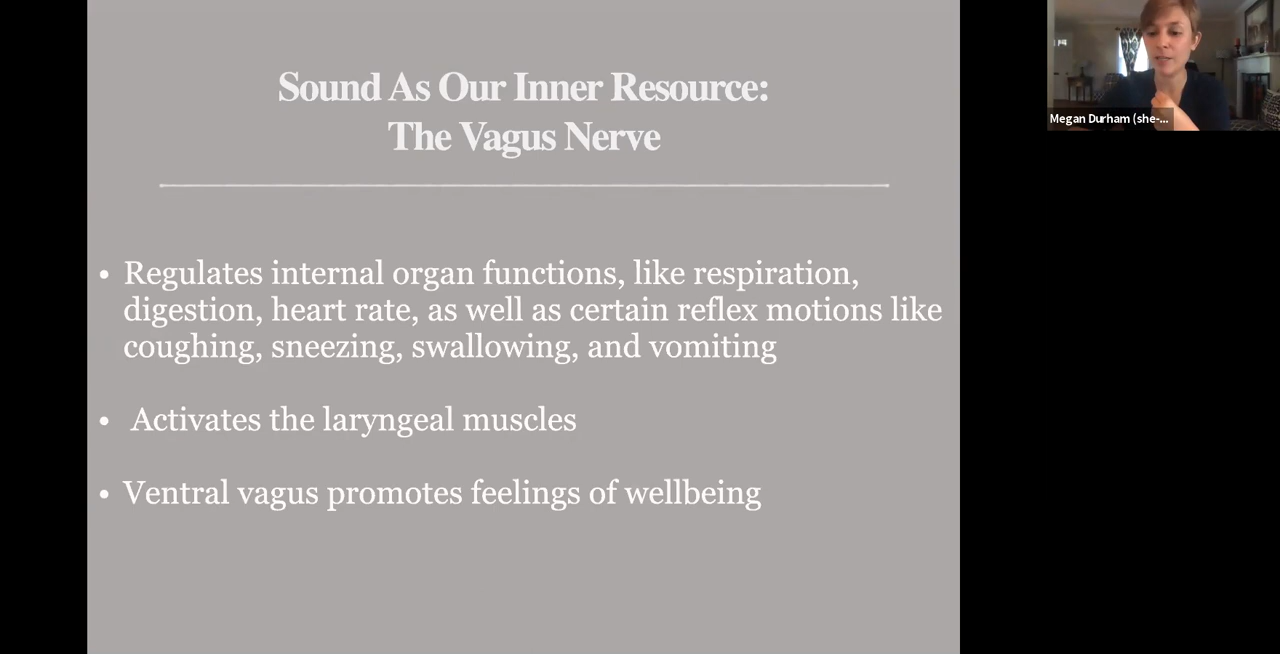 Sound As Our Inner Resource:
The Vagus Nerve
• Regulates internal organ functions, like respiration,
digestion, heart rate, as well as certain reflex motions like
coughing, sneezing, swallowing, and vomiting
• Activates the laryngeal muscles
• Ventral vagus promotes feelings of wellbeing
Megan Durham (she-...